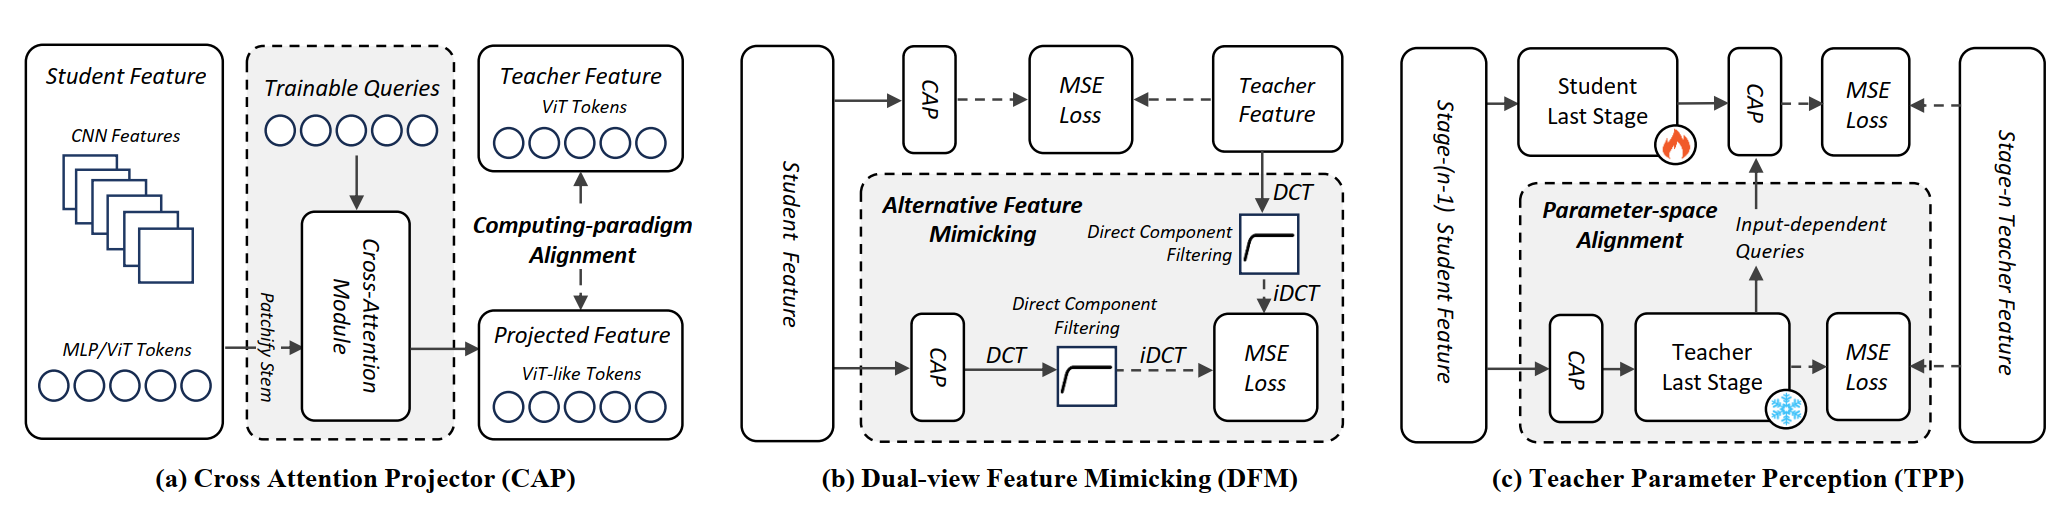 Student Feature
CNN Features
MLP/ViT Tokens
Trainable Queries
Patchify Stem
Cross-Attention
Module
Teacher Feature
ViT Tokens
Computing-paradigm
Alignment
Projected Feature
ViT-like Tokens
(a) Cross Attention Projector (CAP)
Student Feature
CAP
MSE
Loss
Teacher
Feature
DCT
Alternative Feature
Mimicking
Direct Component
Filtering
iDCT
Direct Component
Filtering
CAP
DCT
iDCT
MSE
Loss
(b) Dual-view Feature Mimicking (DFM)
Stage-(n-1) Student Feature
Student
Last Stage
CAP
MSE
Loss
Parameter-space
Alignment
Input-dependent
Queries
CAP
Teacher
Last Stage
MSE
Loss
Stage-n Teacher Feature
(c) Teacher Parameter Perception (TPP)